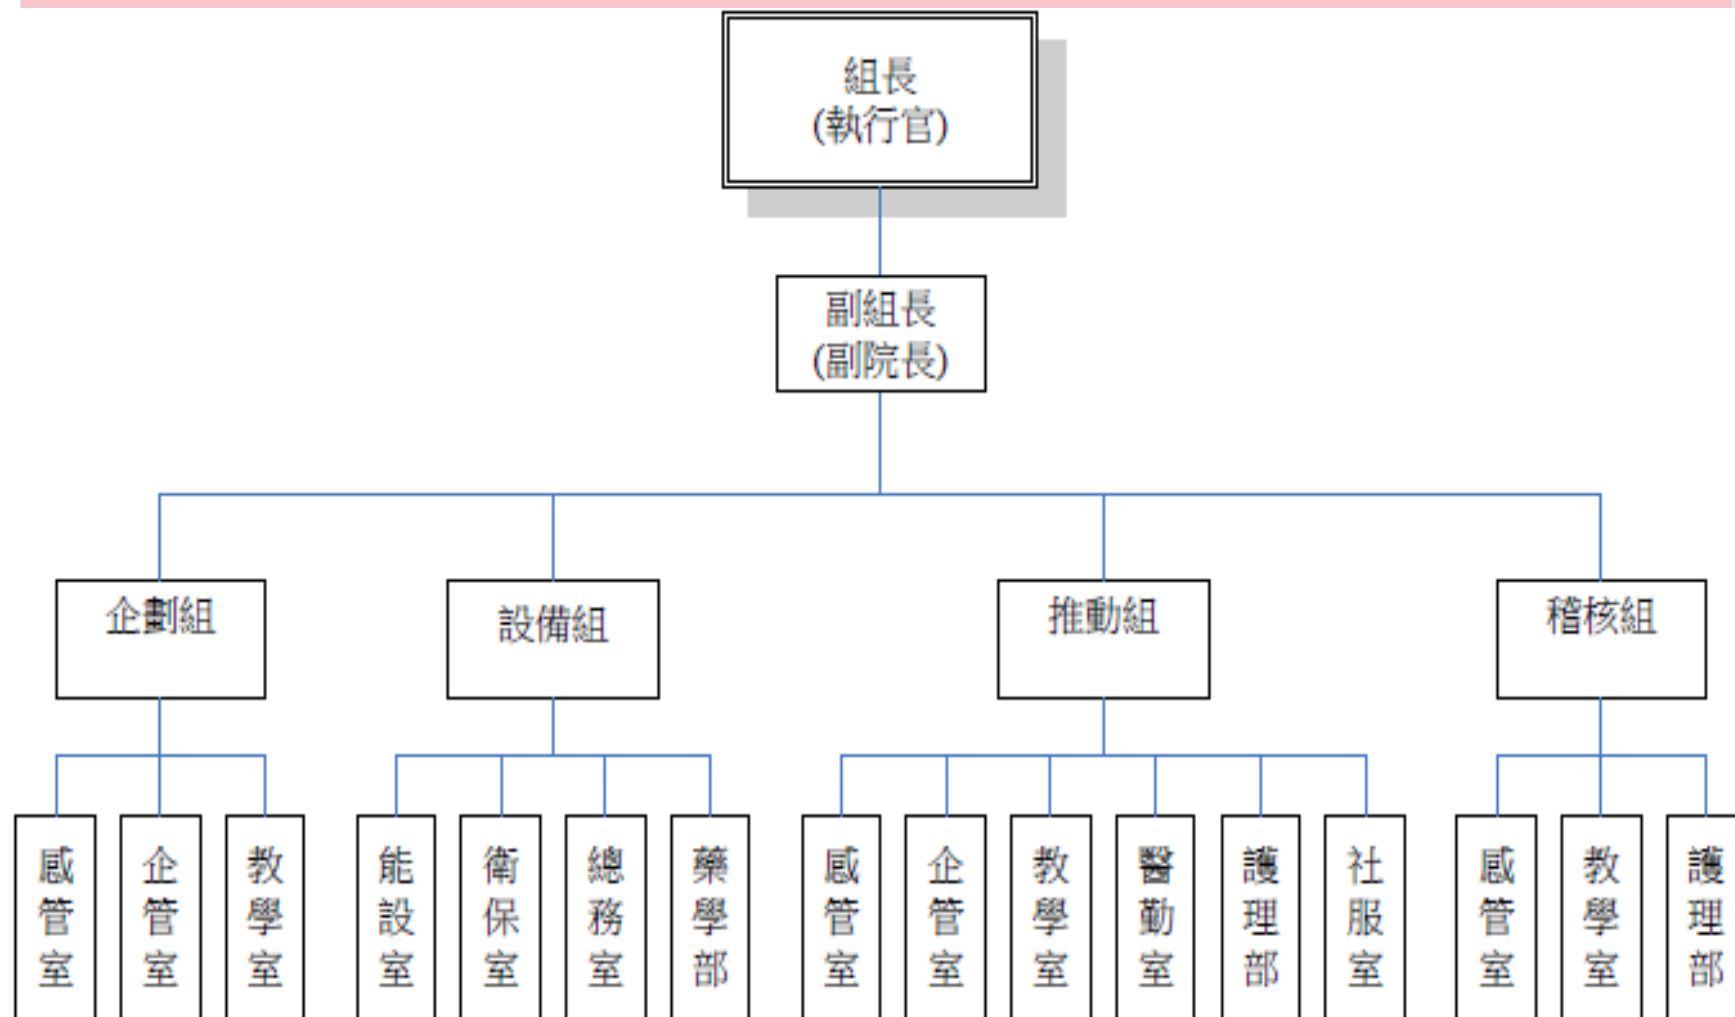 組長
(執行官)
副組長
(副院長)
企劃組
設備組
推動組
稽核組
感管室
企管室
教學室
能設室
衛保室
總務室
藥學部
感管室
企管室
教學室
醫勤室
護理部
社服室
感管室
教學室
護理部